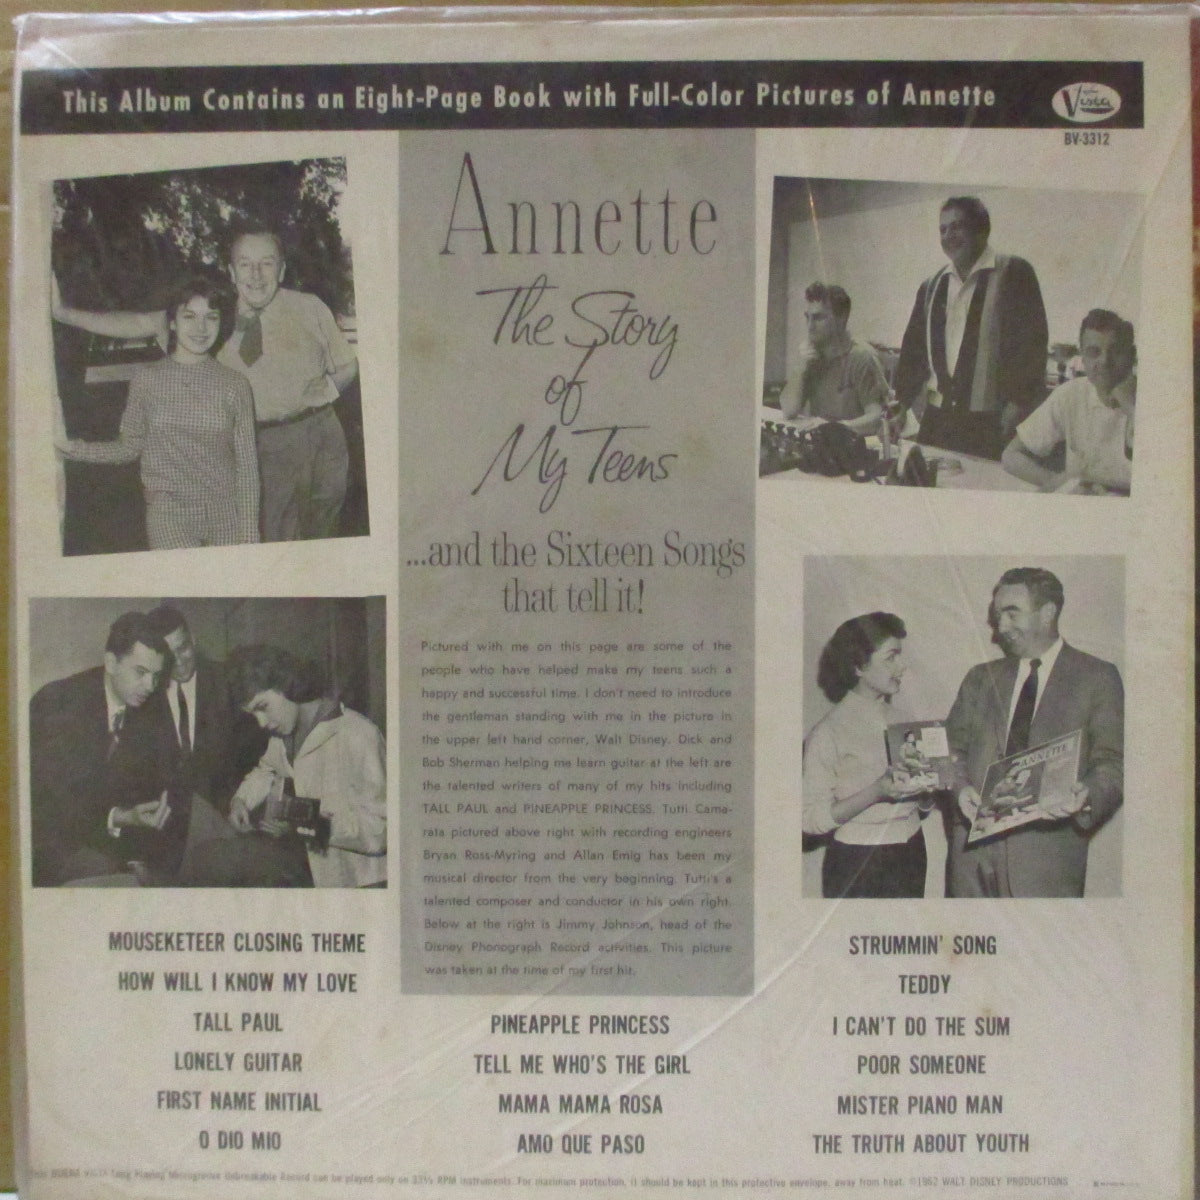 This Album Contains an Eight-Page Book with Full-Color Pictures of Annette
Vista
BV-3312
Annette
The Story
of
My Teens
...and the Sixteen Songs
that tell it!
Pictured with me on this page are some of the
people who have helped make my teens such a
happy and successful time. I don't need to introduce
the gentleman standing with me in the picture in
the upper left hand corner, Walt Disney. Dick and
Bob Sherman helping me learn guitar at the left are
the talented writers of many of my hits including
TALL PAUL and PINEAPPLE PRINCESS. Tutti Cama-
rata pictured above right with recording engineers
Bryan Ross-Myring and Allan Emig has been my
musical director from the very beginning. Tutti's a
talented composer and conductor in his own right.
Below at the right is Jimmy Johnson, head of the
Disney Phonograph Record activities. This picture
was taken at the time of my first hit.
ANNETTE
MOUSEKETEER CLOSING THEME
HOW WILL I KNOW MY LOVE
TALL PAUL
LONELY GUITAR
FIRST NAME INITIAL
O DIO MIO
PINEAPPLE PRINCESS
TELL ME WHO'S THE GIRL
MAMA MAMA ROSA
AMO QUE PASO
STRUMMIN' SONG
TEDDY
I CAN'T DO THE SUM
POOR SOMEONE
MISTER PIANO MAN
THE TRUTH ABOUT YOUTH
This BUENA VISTA Long Playing Monogroove Unbreakable Record can be played only on 33⅓ RPM instruments. For maximum protection, it should be kept in this protective envelope, away from heat. ©1962 WALT DISNEY PRODUCTIONS